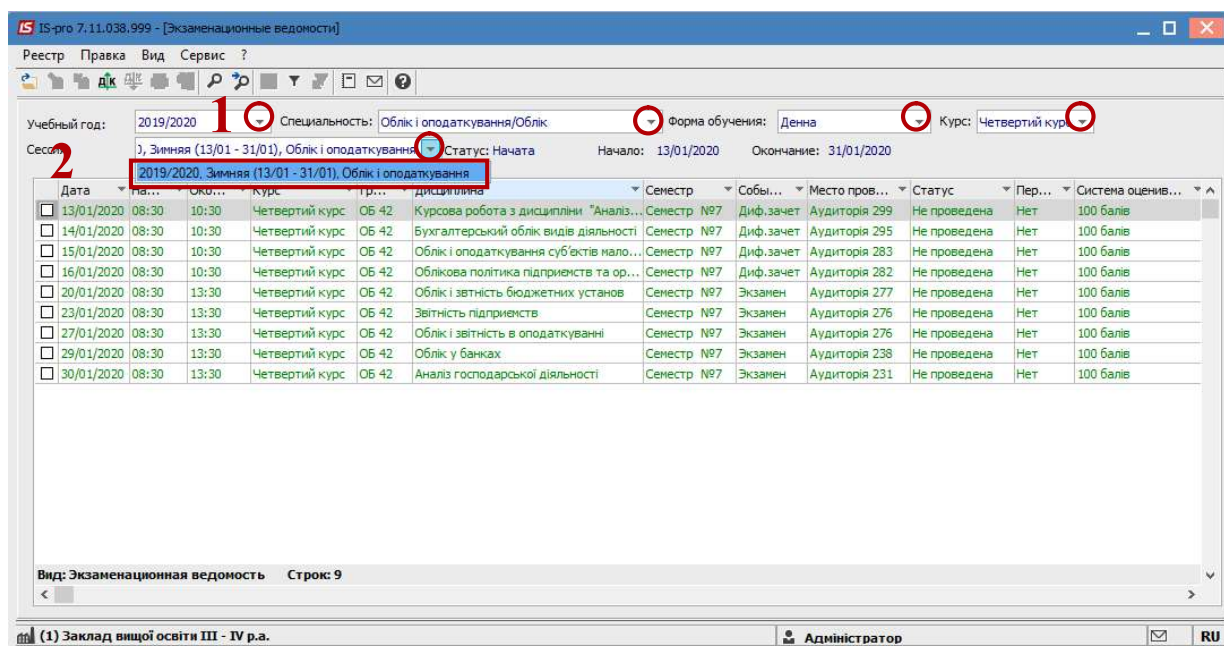 IS-pro 7.11.038.999 - [Экзаменационные ведомости]
Реестр Правка Вид Сервис ?
1
Учебный год: 2019/2020 Специальность: Облік і оподаткування/Облік Форма обучения: Денна Курс: Четвертий курс
2
), Зимняя (13/01 - 31/01), Облік і оподаткування Статус: Начата Начало: 13/01/2020 Окончание: 31/01/2020
2019/2020, Зимняя (13/01 - 31/01), Облік і оподаткування
Дата На... Око... Курс Гр... Дисциплина Семестр Собы... Место пров... Статус Пер... Система оценив...
13/01/2020 08:30 10:30 Четвертий курс ОБ 42 Курсова робота з дисципліни "Аналіз... Семестр №7 Диф.зачет Аудиторія 299 Не проведена Нет 100 балів
14/01/2020 08:30 10:30 Четвертий курс ОБ 42 Бухгалтерський облік видів діяльності Семестр №7 Диф.зачет Аудиторія 295 Не проведена Нет 100 балів
15/01/2020 08:30 10:30 Четвертий курс ОБ 42 Облік і оподаткування суб'єктів мало... Семестр №7 Диф.зачет Аудиторія 283 Не проведена Нет 100 балів
16/01/2020 08:30 10:30 Четвертий курс ОБ 42 Облікова політика підприємств та ор... Семестр №7 Диф.зачет Аудиторія 282 Не проведена Нет 100 балів
20/01/2020 08:30 13:30 Четвертий курс ОБ 42 Облік і звтність бюджетних установ Семестр №7 Экзамен Аудиторія 277 Не проведена Нет 100 балів
23/01/2020 08:30 13:30 Четвертий курс ОБ 42 Звітність підприємств Семестр №7 Экзамен Аудиторія 276 Не проведена Нет 100 балів
27/01/2020 08:30 13:30 Четвертий курс ОБ 42 Облік і звітність в оподаткуванні Семестр №7 Экзамен Аудиторія 276 Не проведена Нет 100 балів
29/01/2020 08:30 13:30 Четвертий курс ОБ 42 Облік у банках Семестр №7 Экзамен Аудиторія 238 Не проведена Нет 100 балів
30/01/2020 08:30 13:30 Четвертий курс ОБ 42 Аналіз господарської діяльності Семестр №7 Экзамен Аудиторія 231 Не проведена Нет 100 балів
Вид: Экзаменационная ведомость Строк: 9
(1) Заклад вищої освіти III - IV р.а. Адміністратор RU